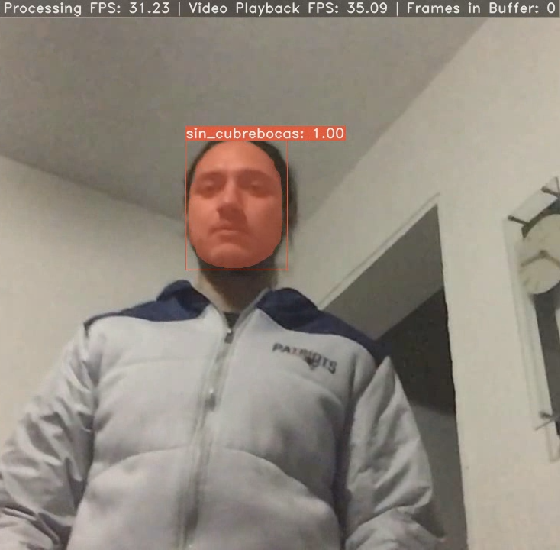 Processing FPS: 31.23 | Video Playback FPS: 35.09 | Frames in Buffer: 0
sin_cubrebocas: 1.00
PATRIOTS